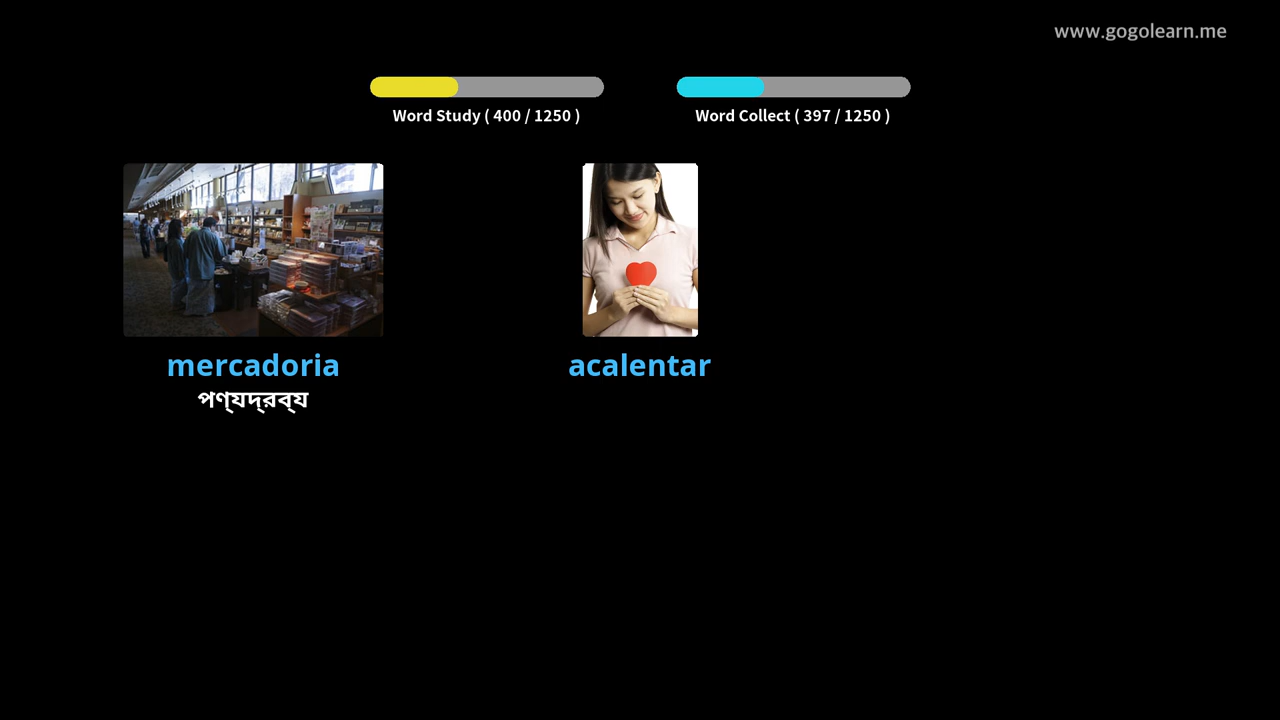 www.gogolearn.me
Word Study ( 400 / 1250 )
Word Collect ( 397 / 1250 )
mercadoria
পণ্যদ্রব্য
acalentar